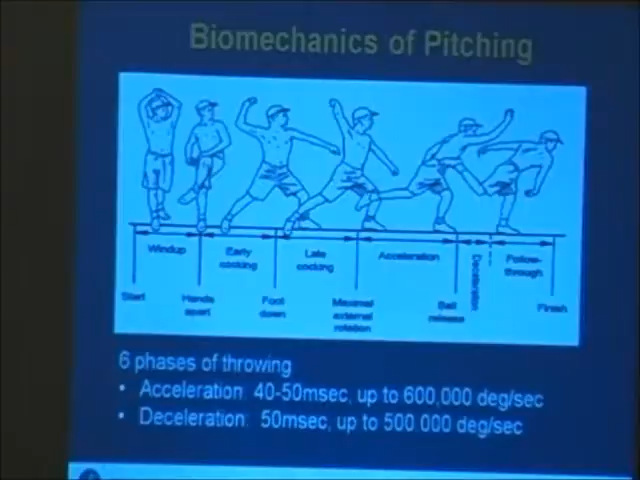 Biomechanics of Pitching
Windup
Early
cocking
Late
cocking
Acceleration
Deceleration
Follow-
through
Start
Hands
apart
Foot
down
Maximal
external
rotation
Ball
release
Finish
6 phases of throwing
• Acceleration: 40-50msec, up to 600,000 deg/sec
• Deceleration: 50msec, up to 500 000 deg/sec